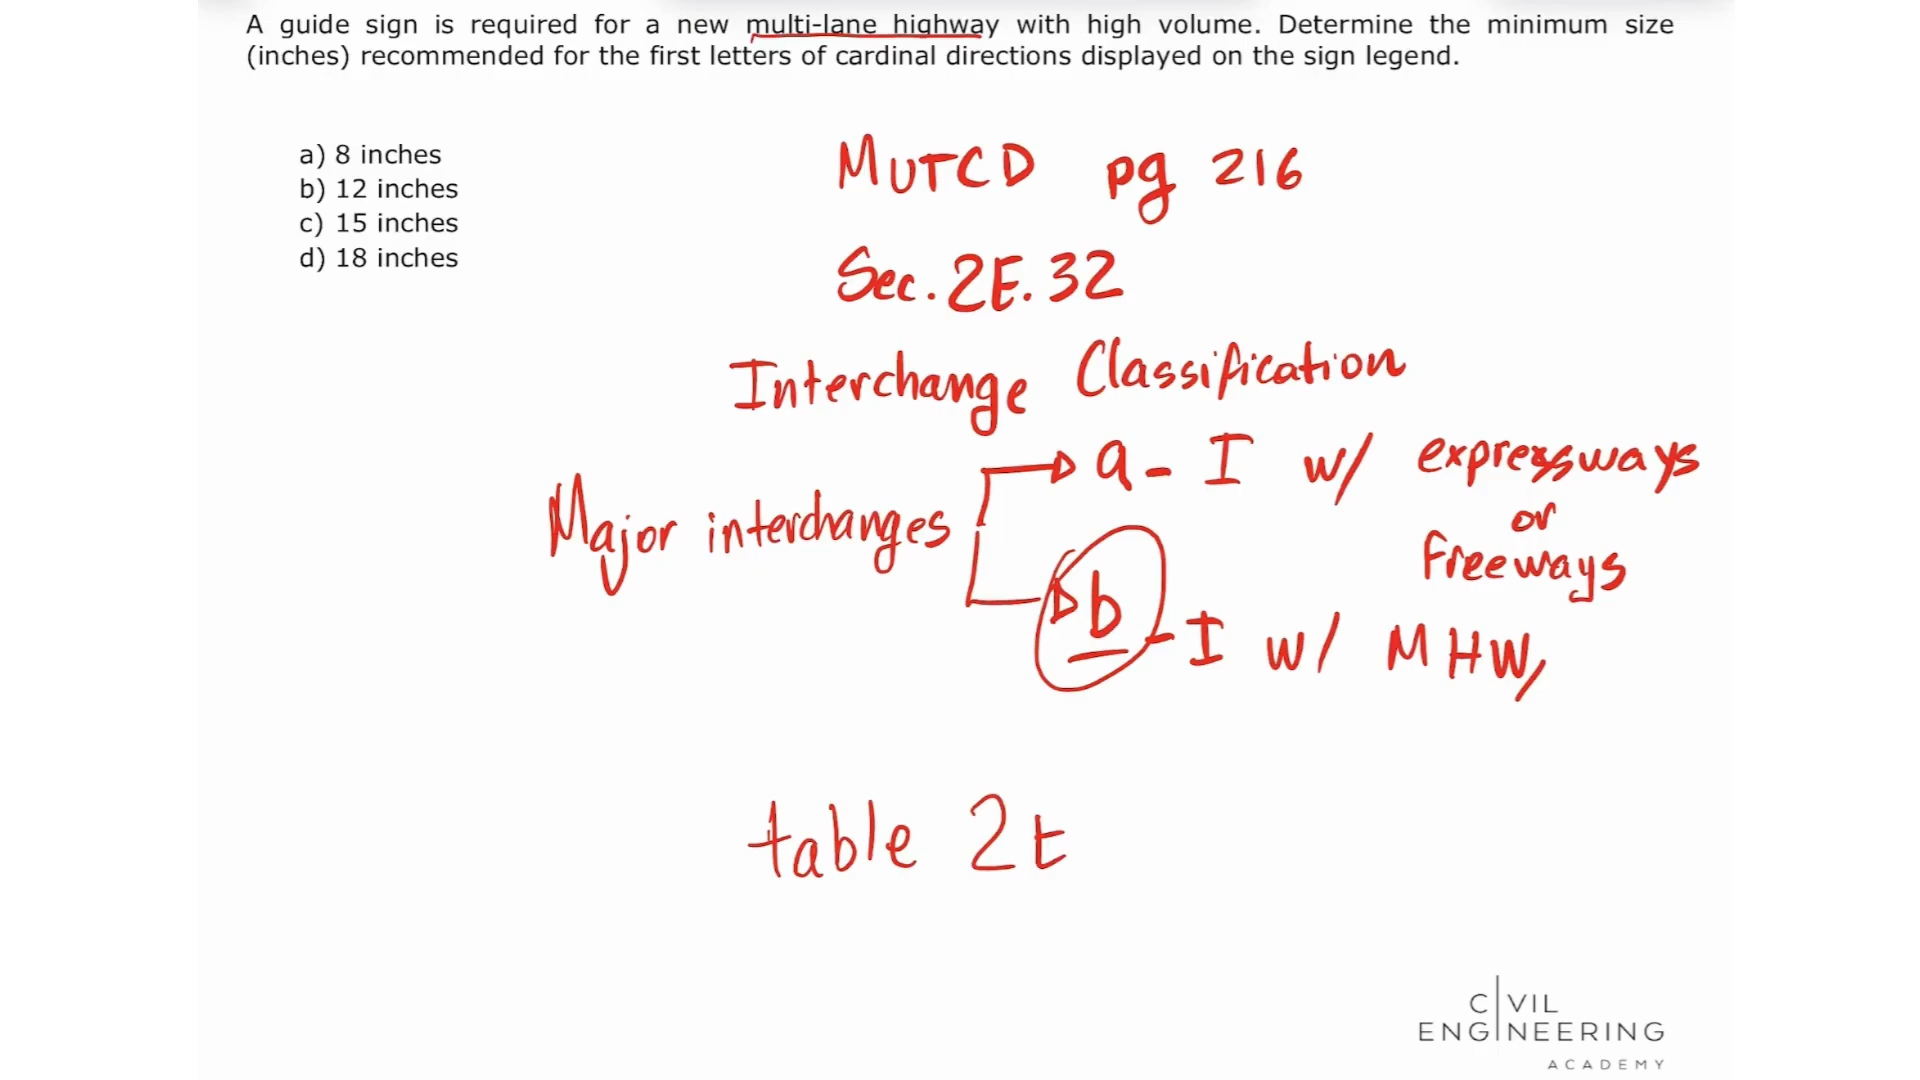 A guide sign is required for a new multi-lane highway with high volume. Determine the minimum size
(inches) recommended for the first letters of cardinal directions displayed on the sign legend.
a) 8 inches
b) 12 inches
c) 15 inches
d) 18 inches
MUTCD pg 216
Sec. 2E.32
Interchange Classification
Major interchanges
a - I w/ expressways
or
Freeways
b - I w/ MHW,
table 2t
CIVIL
ENGINEERING
ACADEMY